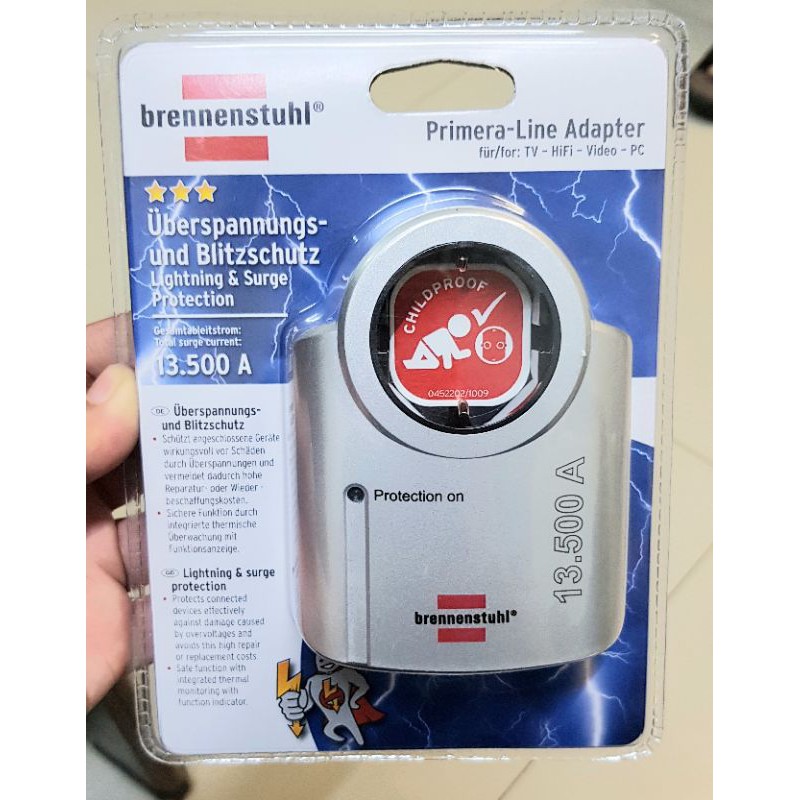 brennenstuhl®
Primera-Line Adapter
für/for: TV - HiFi - Video - PC
Überspannungs-
und Blitzschutz
Lightning & Surge
Protection
Gesamtableitstrom:
Total surge current:
13.500 A
DE Überspannungs-
und Blitzschutz
• Schützt angeschlossene Geräte
wirkungsvoll vor Schäden
durch Überspannungen und
vermeidet dadurch hohe
Reparatur- oder Wieder-
beschaffungskosten.
• Sichere Funktion durch
integrierte thermische
Überwachung mit
Funktionsanzeige.
GB Lightning & surge
protection
• Protects connected
devices effectively
against damage caused
by overvoltages and
avoids this high repair
or replacement costs
• Safe function with
integrated thermal
monitoring with
function indicator.
CHILDPROOF
0452202/1009
Protection on
13.500 A
brennenstuhl®